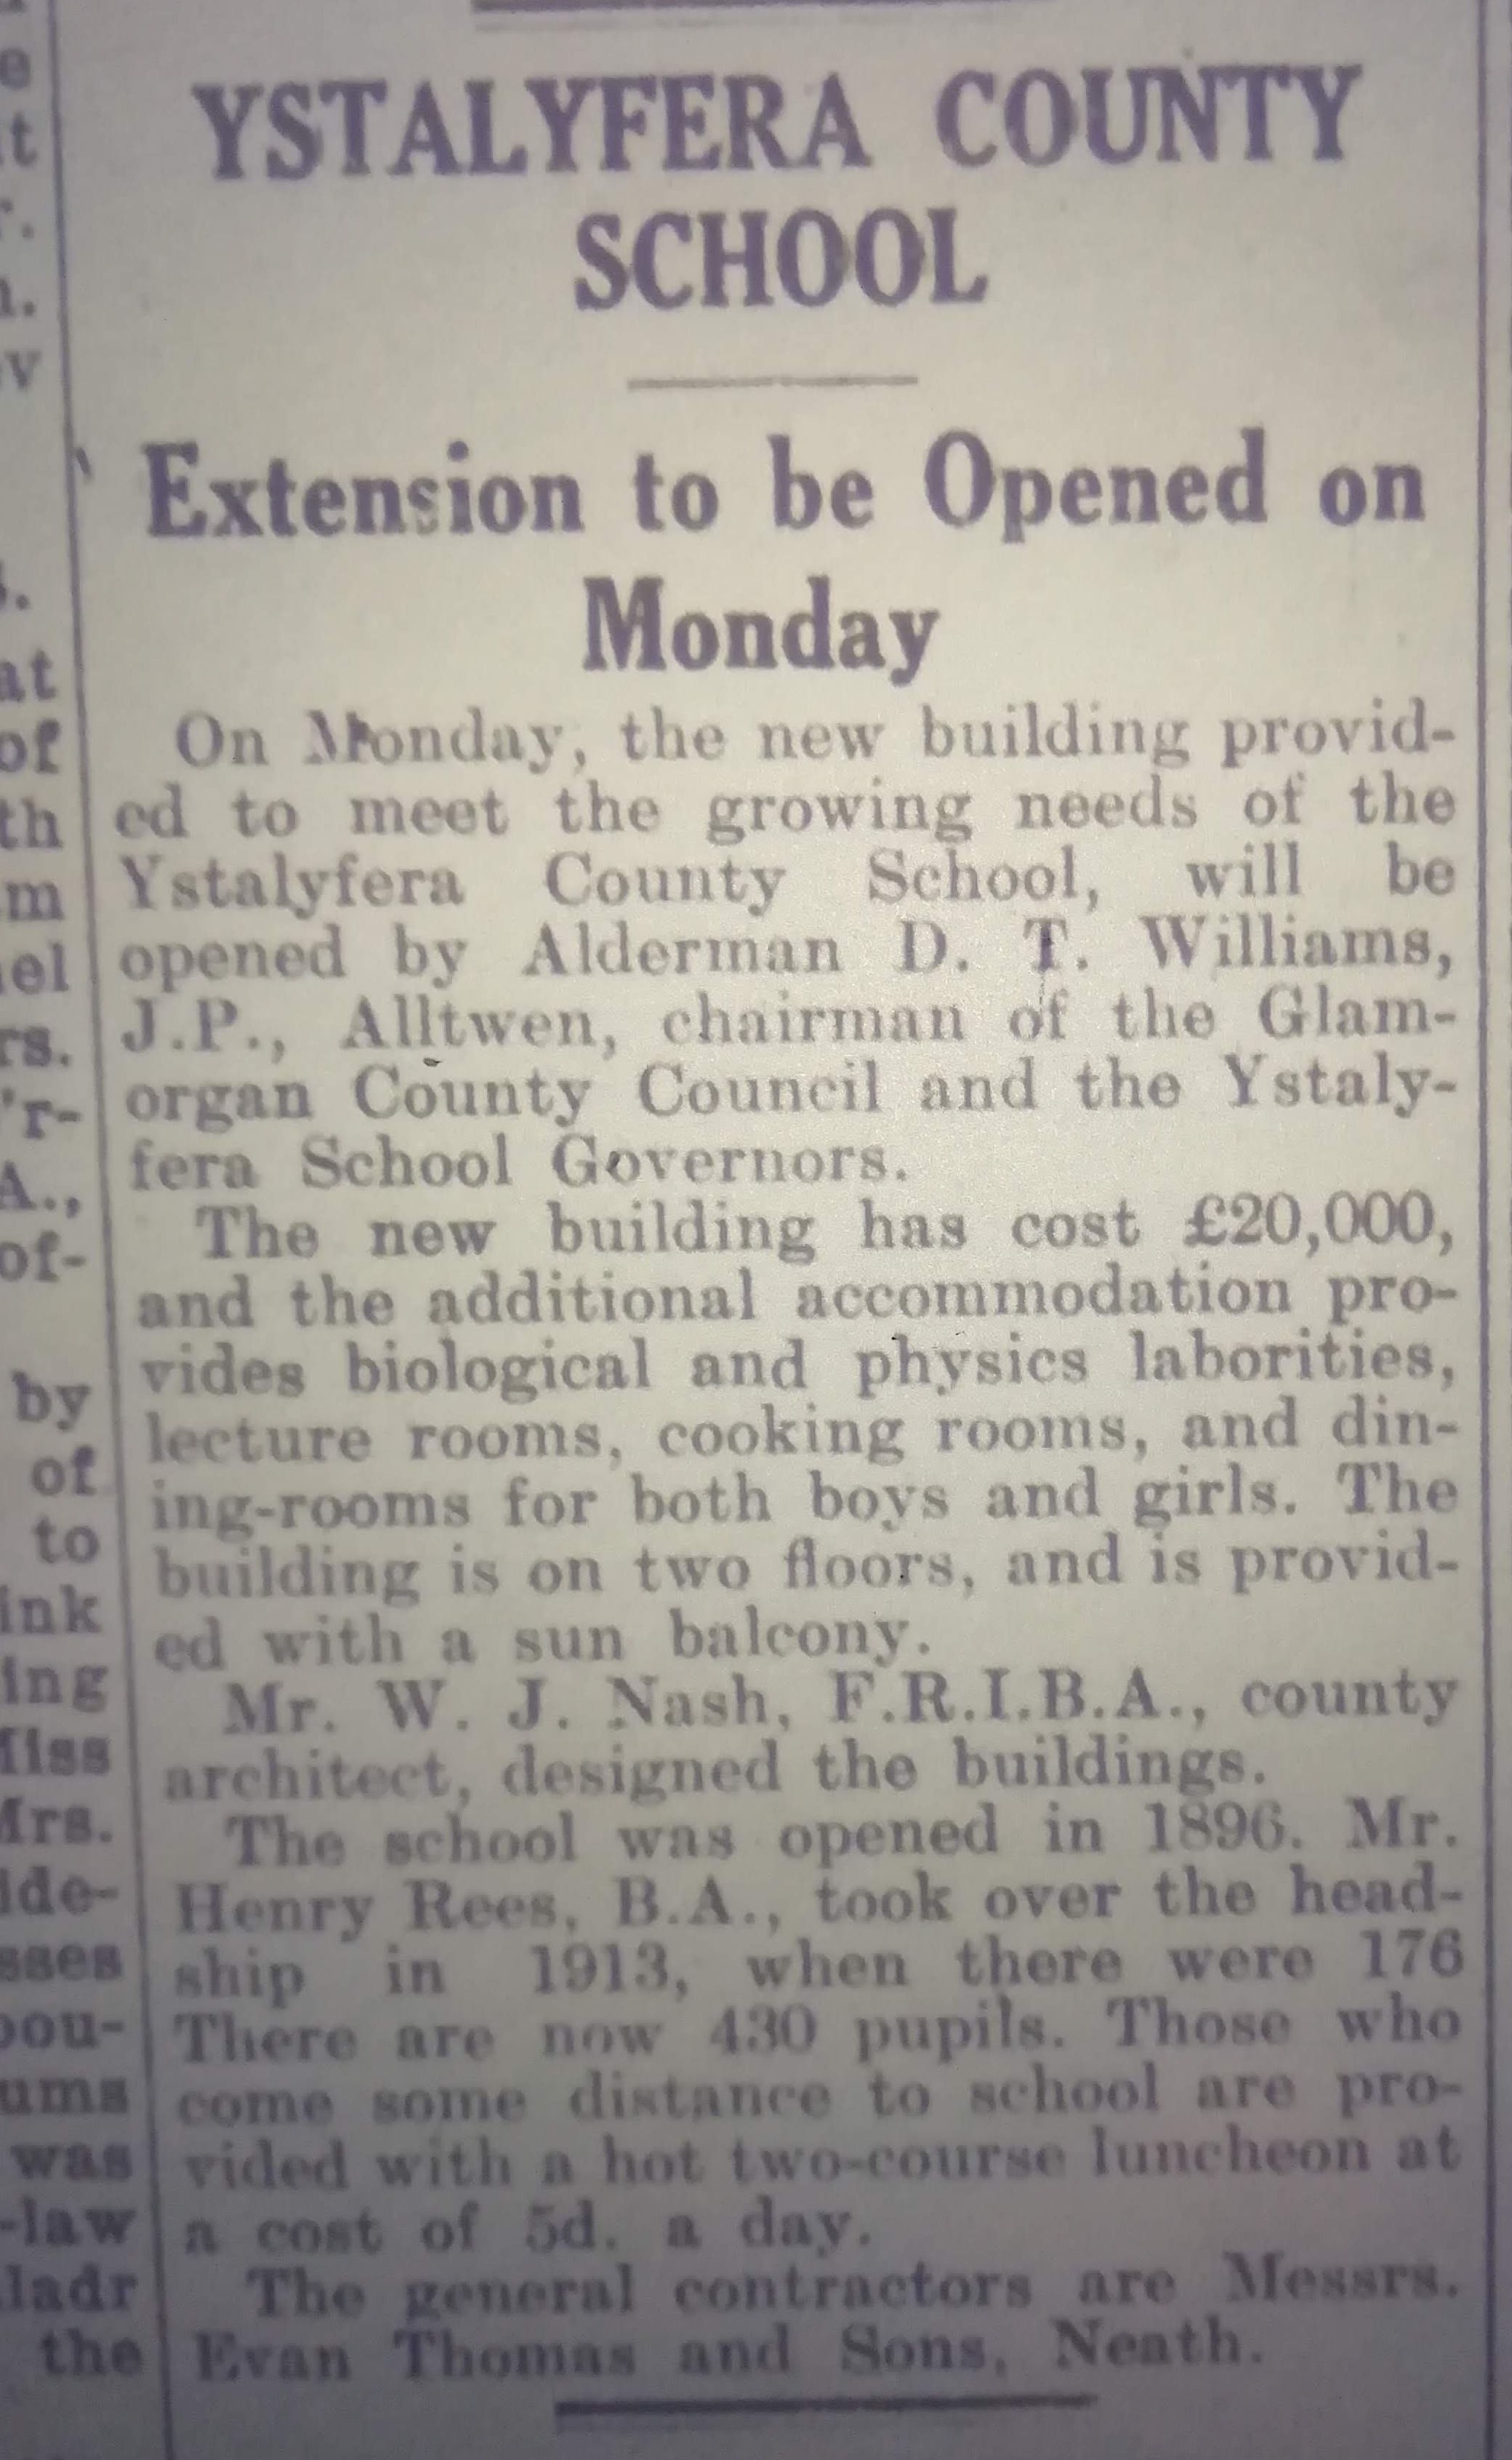 YSTALYFERA COUNTY
SCHOOL
Extension to be Opened on
Monday
On Monday, the new building provid-
ed to meet the growing needs of the
Ystalyfera County School, will be
opened by Alderman D. T. Williams,
J.P., Alltwen, chairman of the Glam-
organ County Council and the Ystaly-
fera School Governors.
The new building has cost £20,000,
and the additional accommodation pro-
vides biological and physics laborities,
lecture rooms, cooking rooms, and din-
ing-rooms for both boys and girls. The
building is on two floors, and is provid-
ed with a sun balcony.
Mr. W. J. Nash, F.R.I.B.A., county
architect, designed the buildings.
The school was opened in 1896. Mr.
Henry Rees, B.A., took over the head-
ship in 1913, when there were 176
There are now 430 pupils. Those who
come some distance to school are pro-
vided with a hot two-course luncheon at
a cost of 5d. a day.
The general contractors are Messrs.
Evan Thomas and Sons, Neath.